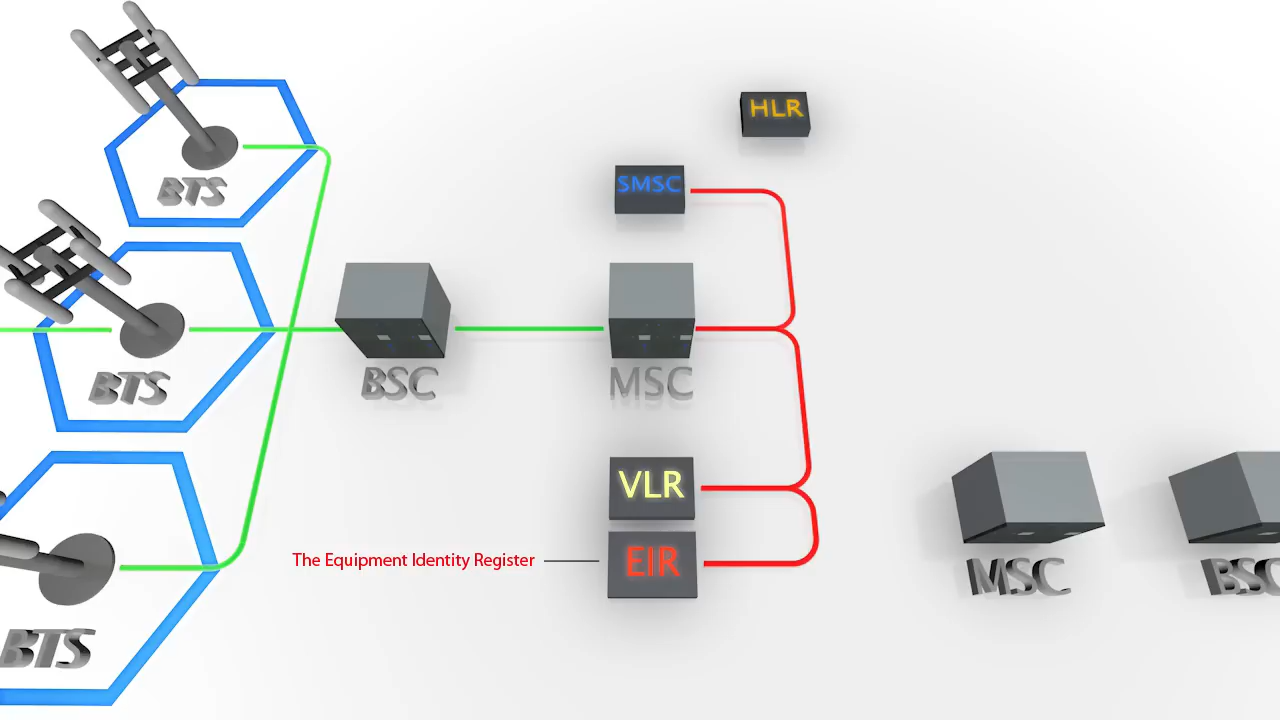 HLR
SMSC
BTS
BTS
BSC
MSC
VLR
The Equipment Identity Register
EIR
MSC
BSC
BTS